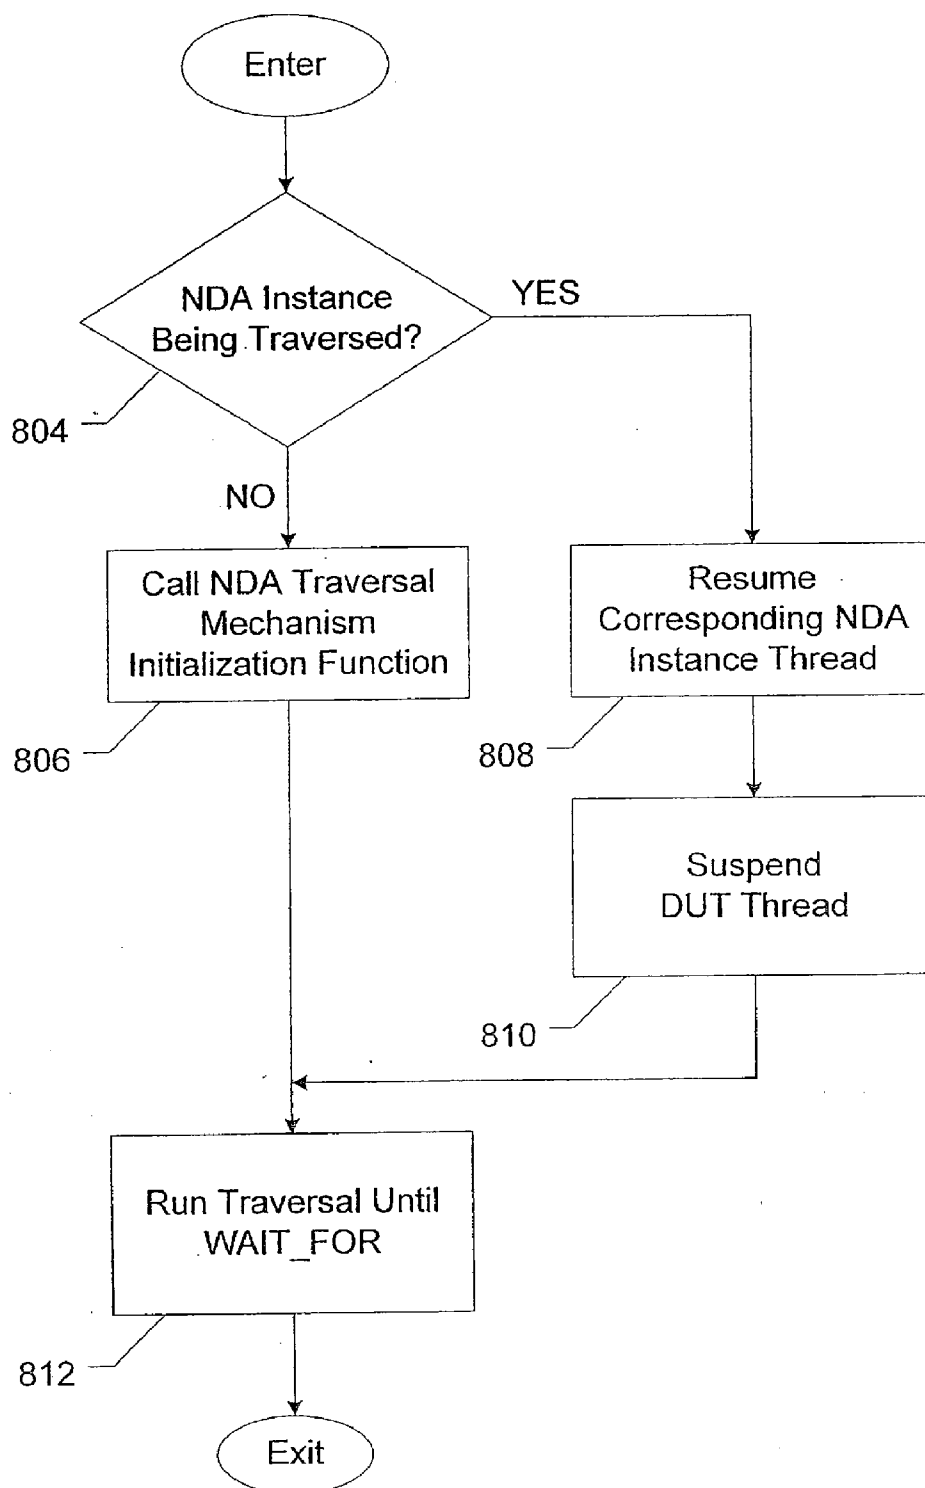 Enter
NDA Instance
Being Traversed?
YES
804
NO
Call NDA Traversal
Mechanism
Initialization Function
806
Resume
Corresponding NDA
Instance Thread
808
Suspend
DUT Thread
810
Run Traversal Until
WAIT_FOR
812
Exit